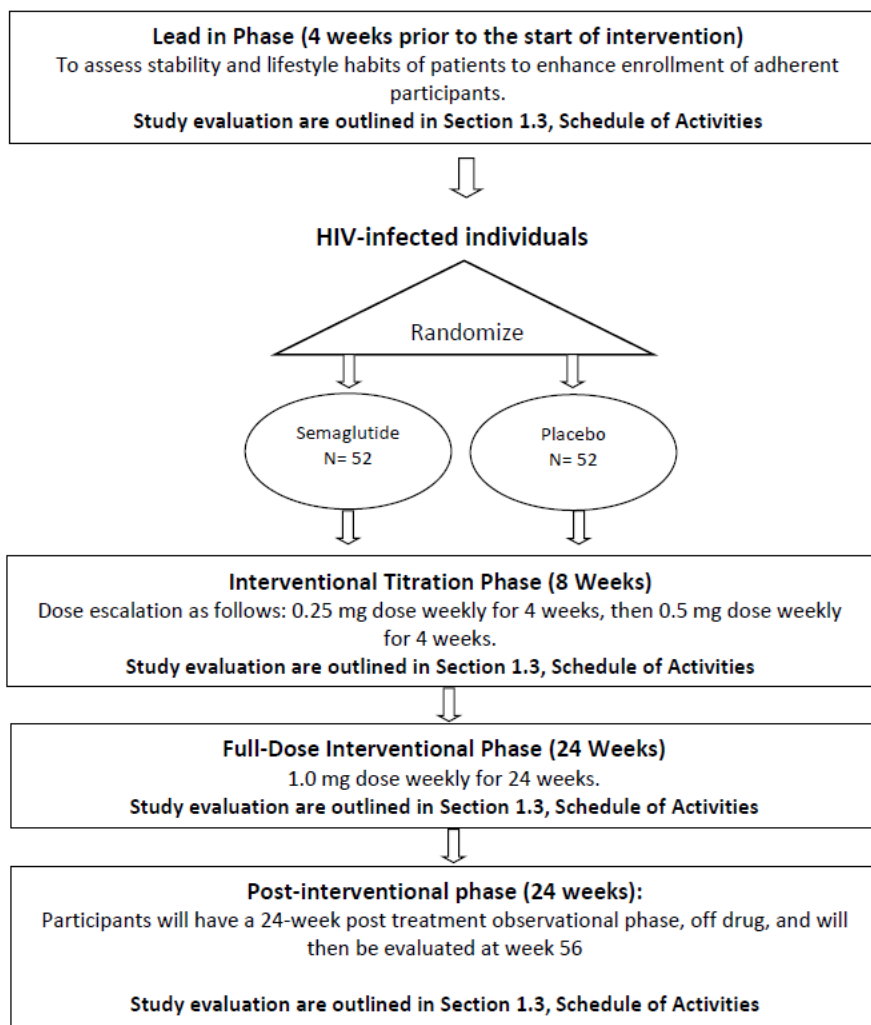 Lead in Phase (4 weeks prior to the start of intervention)
To assess stability and lifestyle habits of patients to enhance enrollment of adherent
participants.
Study evaluation are outlined in Section 1.3, Schedule of Activities
HIV-infected individuals
Randomize
Semaglutide
N= 52
Placebo
N= 52
Interventional Titration Phase (8 Weeks)
Dose escalation as follows: 0.25 mg dose weekly for 4 weeks, then 0.5 mg dose weekly
for 4 weeks.
Study evaluation are outlined in Section 1.3, Schedule of Activities
Full-Dose Interventional Phase (24 Weeks)
1.0 mg dose weekly for 24 weeks.
Study evaluation are outlined in Section 1.3, Schedule of Activities
Post-interventional phase (24 weeks):
Participants will have a 24-week post treatment observational phase, off drug, and will
then be evaluated at week 56
Study evaluation are outlined in Section 1.3, Schedule of Activities